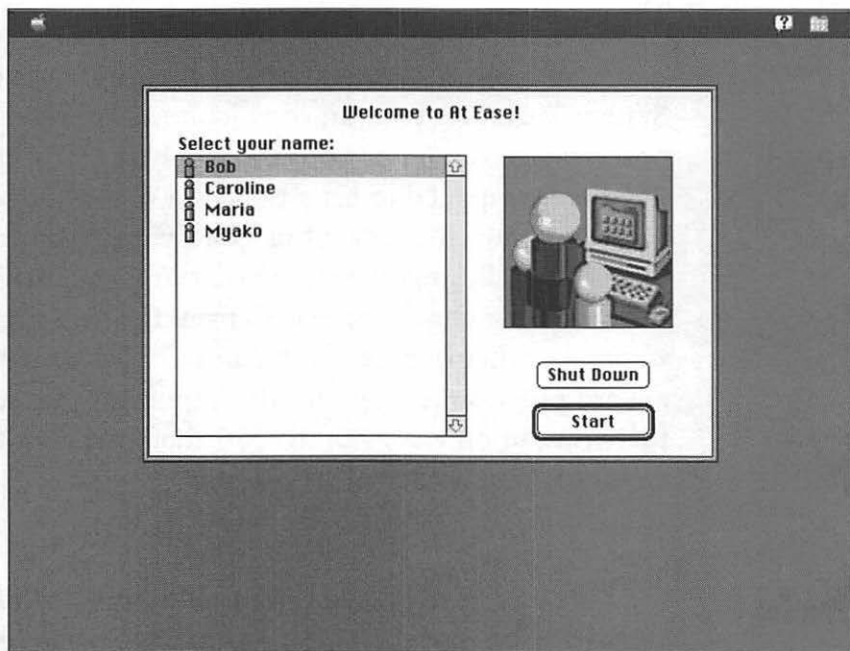 Welcome to At Ease!
Select your name:
Bob
Caroline
Maria
Myako
Shut Down
Start